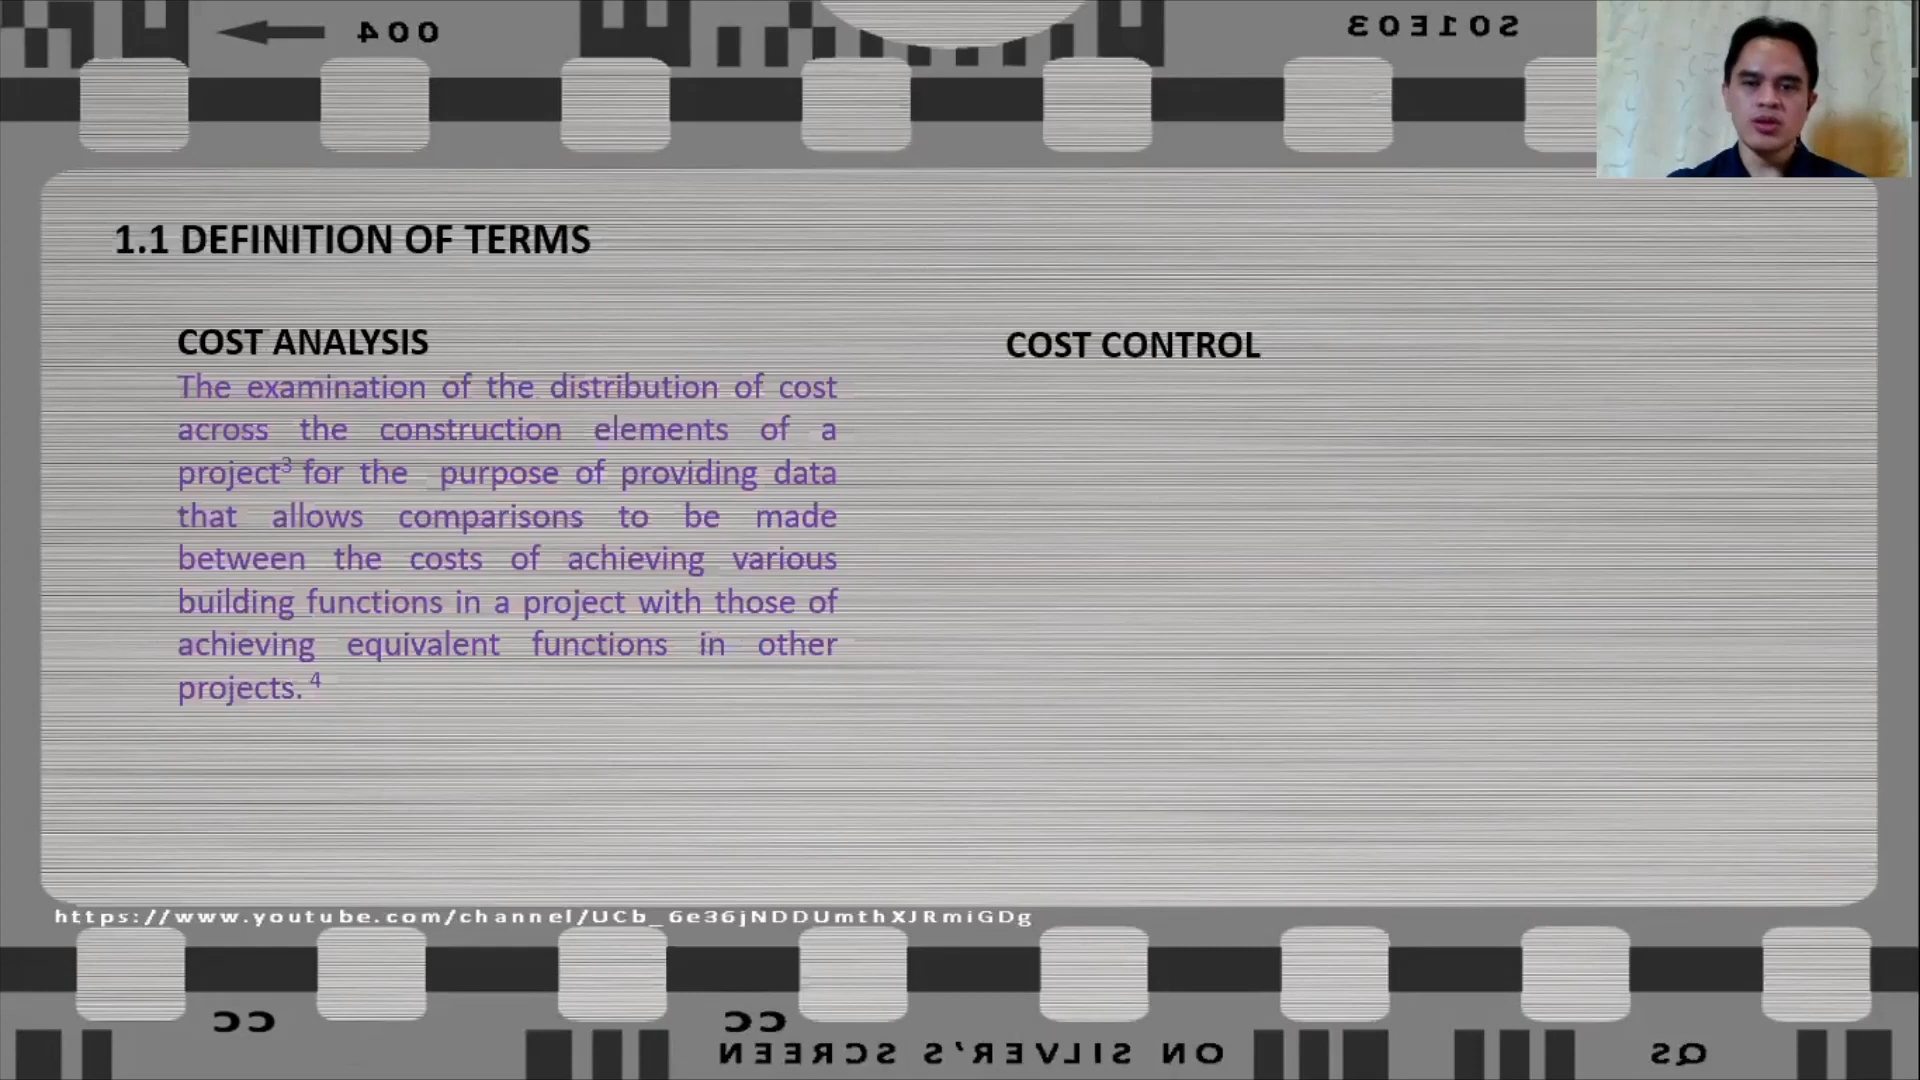 004
S01E03
1.1 DEFINITION OF TERMS
COST ANALYSIS
The examination of the distribution of cost
across the construction elements of a
project³ for the purpose of providing data
that allows comparisons to be made
between the costs of achieving various
building functions in a project with those of
achieving equivalent functions in other
projects. ⁴
COST CONTROL
https://www.youtube.com/channel/UCb_6e36jNDDUmthXJRmiGDg
CC
CC
ON SILVER'S SCREEN
QS